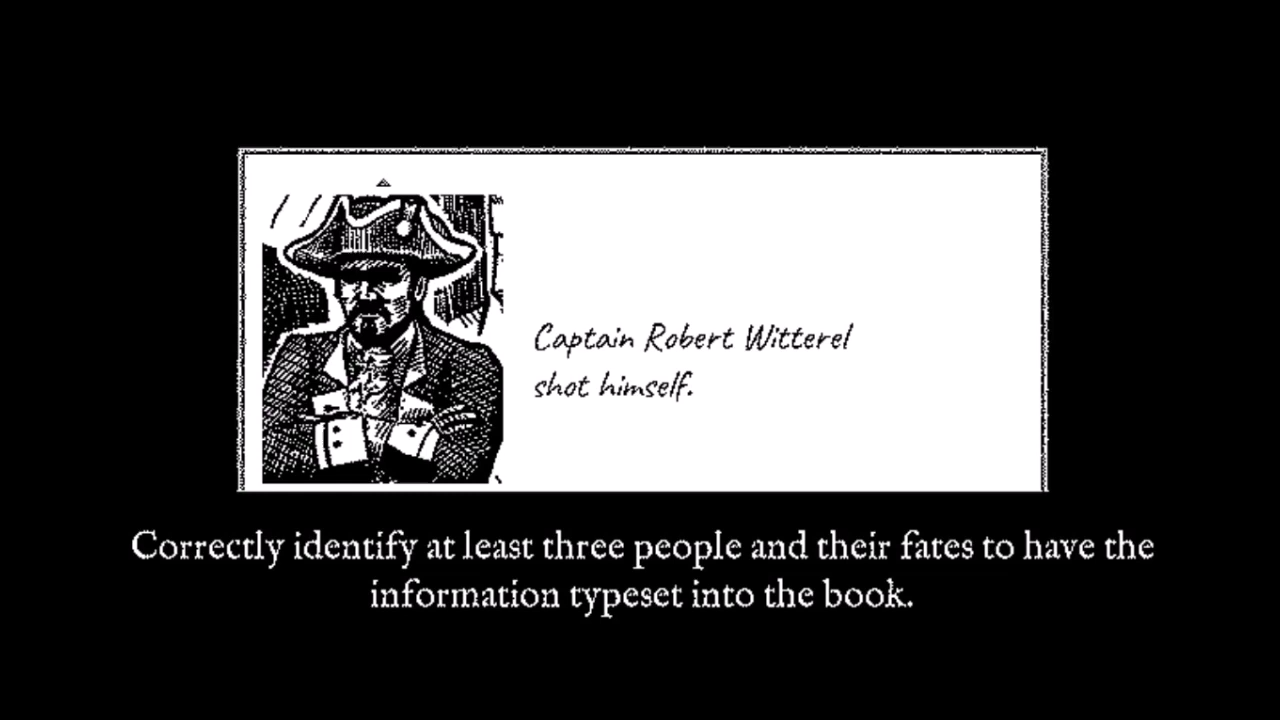 Captain Robert Witterel
shot himself.
Correctly identify at least three people and their fates to have the
information typeset into the book.